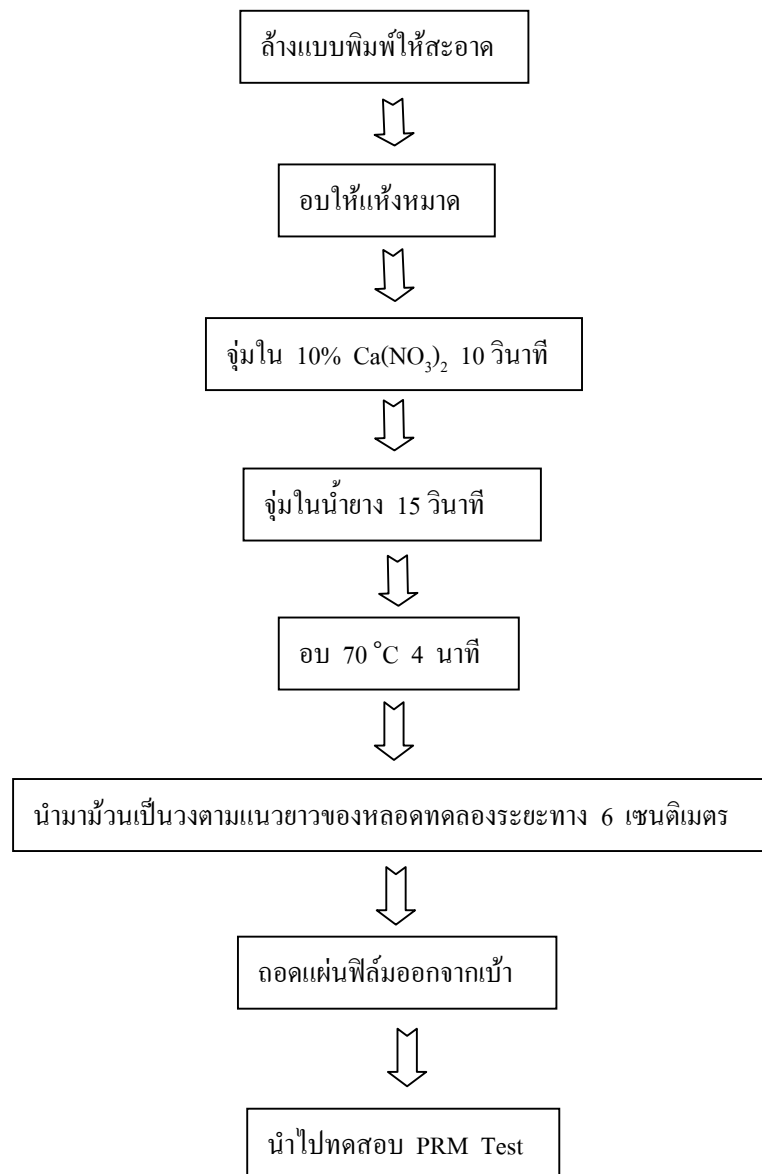 ล้างแบบพิมพ์ให้สะอาด
อบให้แห้งหมาด
จุ่มใน 10% Ca(NO₃)₂ 10 วินาที
จุ่มในน้ำยาง 15 วินาที
อบ 70 °C 4 นาที
นำมาม้วนเป็นวงตามแนวยาวของหลอดทดลองระยะทาง 6 เซนติเมตร
ถอดแผ่นฟิล์มออกจากเบ้า
นำไปทดสอบ PRM Test